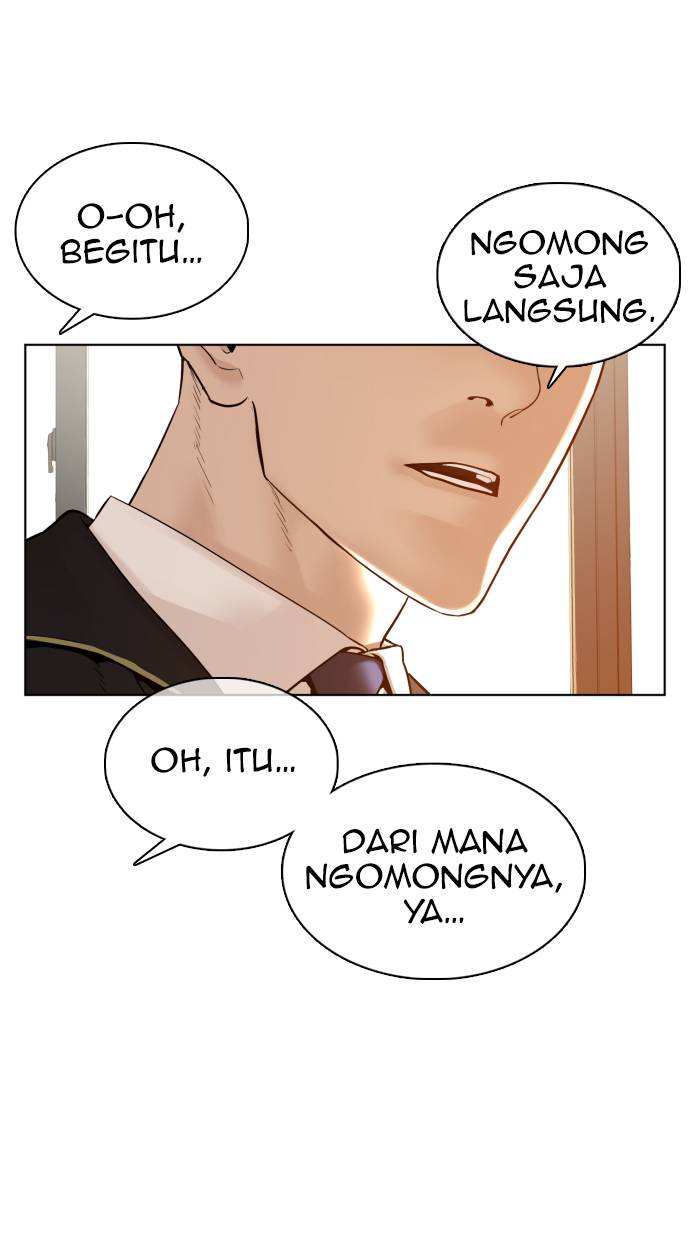 O-OH,
BEGITU...
NGOMONG
SAJA
LANGSUNG.
OH, ITU...
DARI MANA
NGOMONGNYA,
YA...